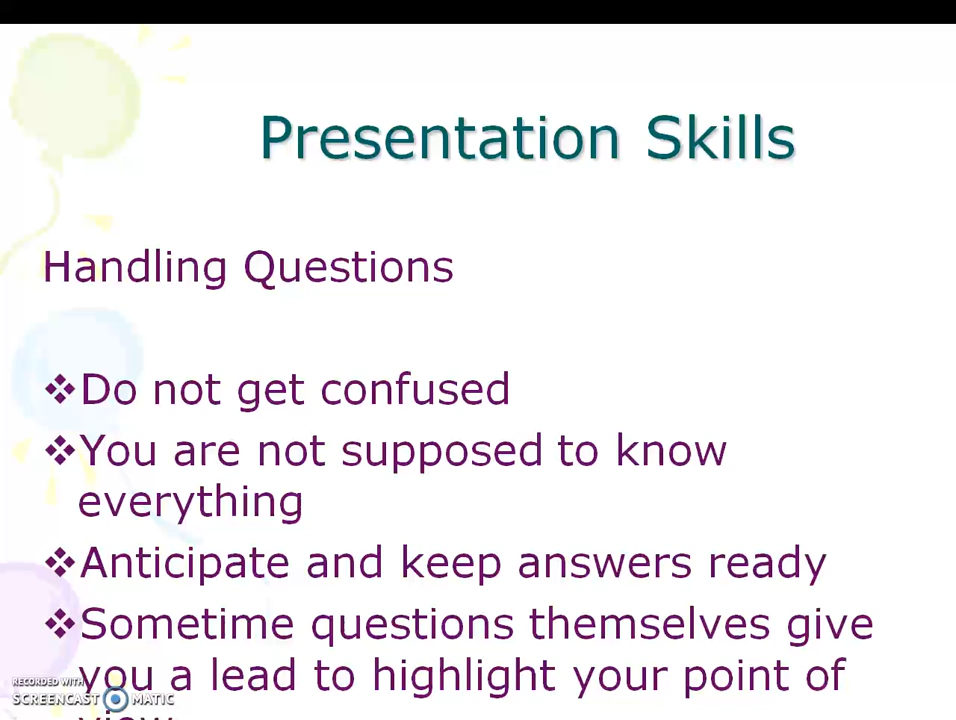 Presentation Skills
Handling Questions
❖Do not get confused
❖You are not supposed to know
everything
❖Anticipate and keep answers ready
❖Sometime questions themselves give
you a lead to highlight your point of
view
RECORDED WITH
SCREENCAST MATIC